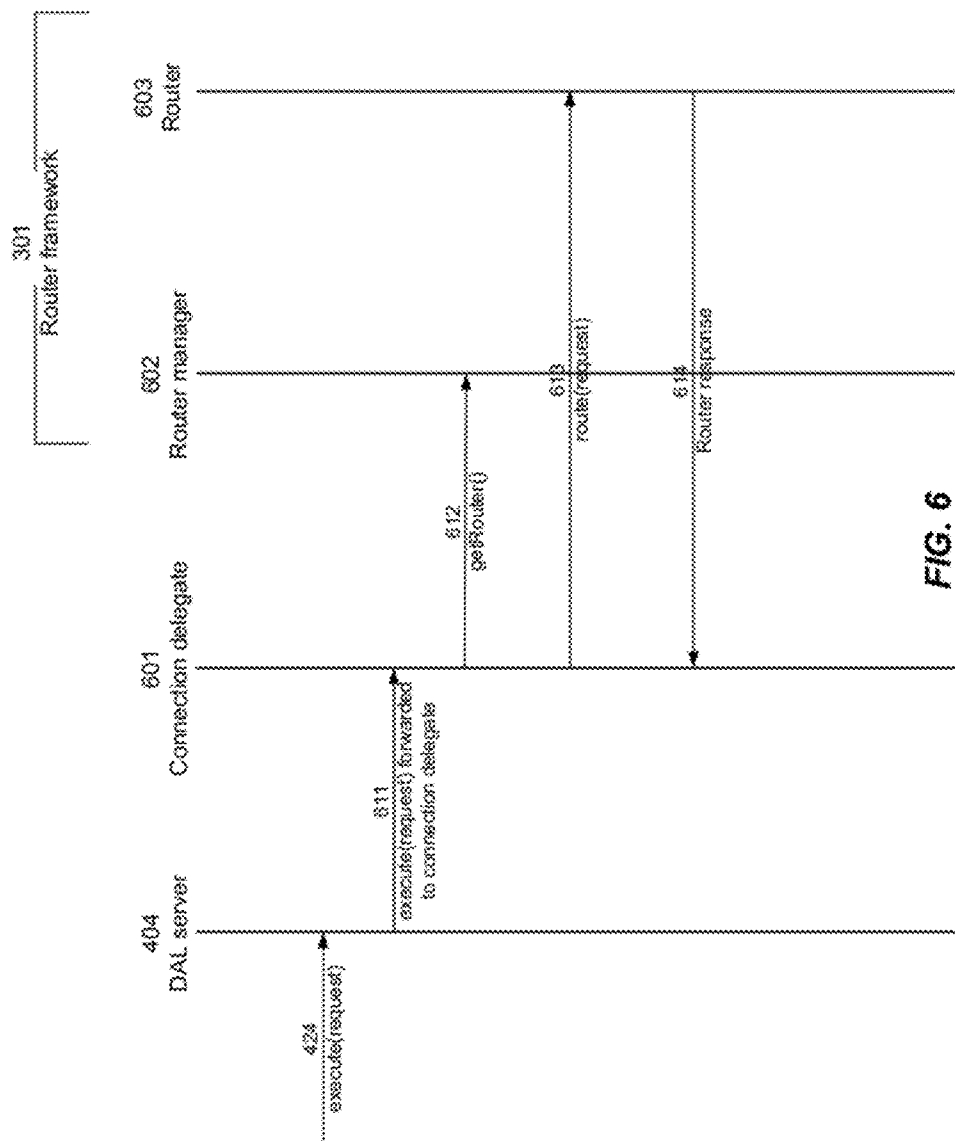 301
Router framework
404
DAL server
601
Connection delegate
602
Router manager
603
Router
424
execute(request)
611
execute(request) forwarded
to connection delegate
612
getRouter()
613
route(request)
614
Router response
FIG. 6